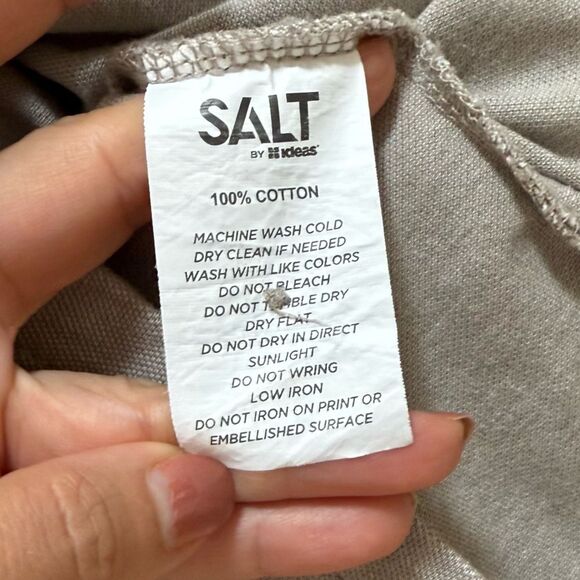 SALT
BY ideas
100% COTTON
MACHINE WASH COLD
DRY CLEAN IF NEEDED
WASH WITH LIKE COLORS
DO NOT BLEACH
DO NOT TUMBLE DRY
DRY FLAT
DO NOT DRY IN DIRECT
SUNLIGHT
DO NOT WRING
LOW IRON
DO NOT IRON ON PRINT OR
EMBELLISHED SURFACE